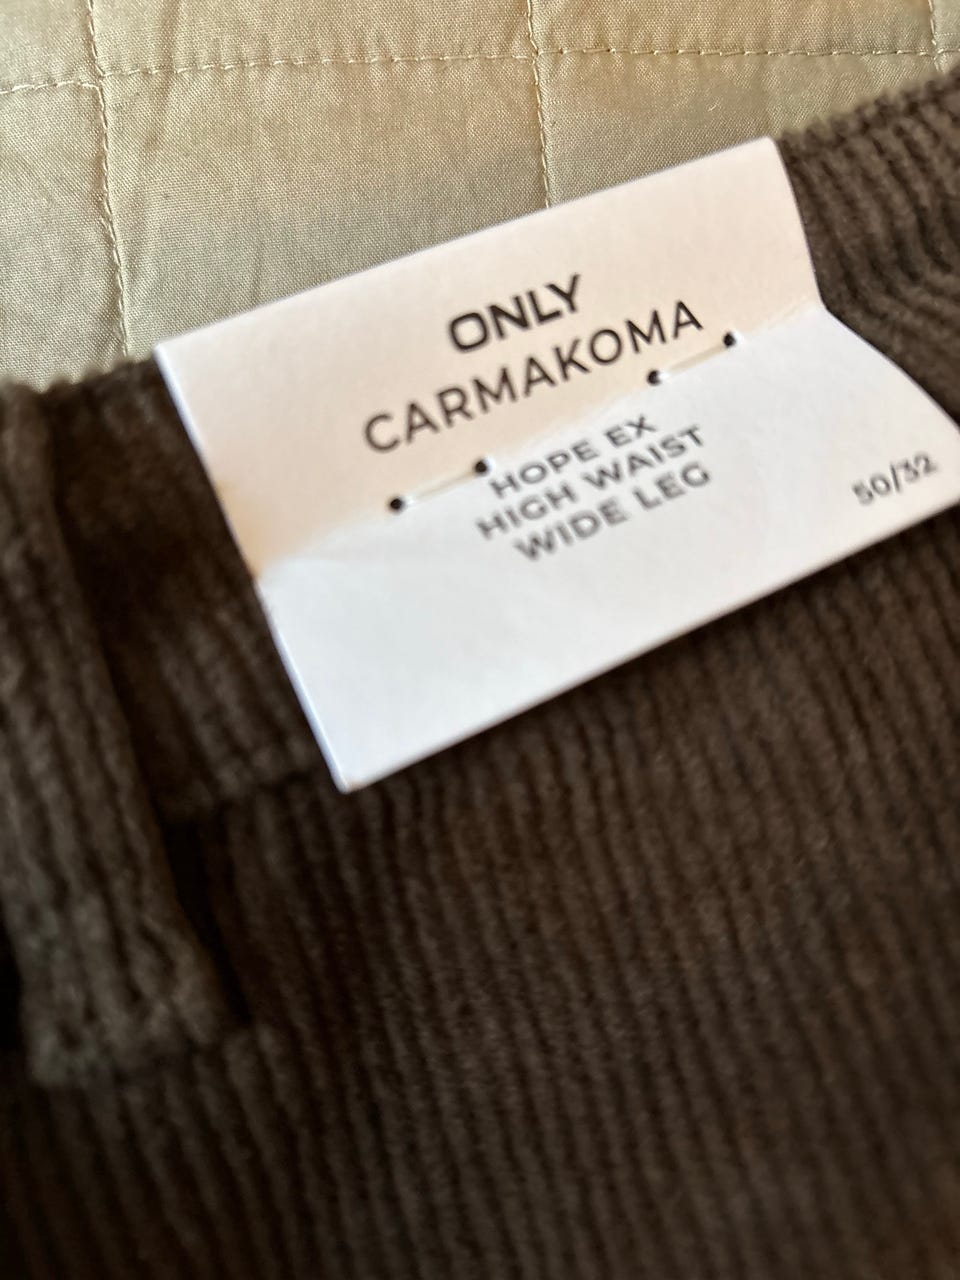 ONLY
CARMAKOMA
HOPE EX
HIGH WAIST
WIDE LEG
50/32